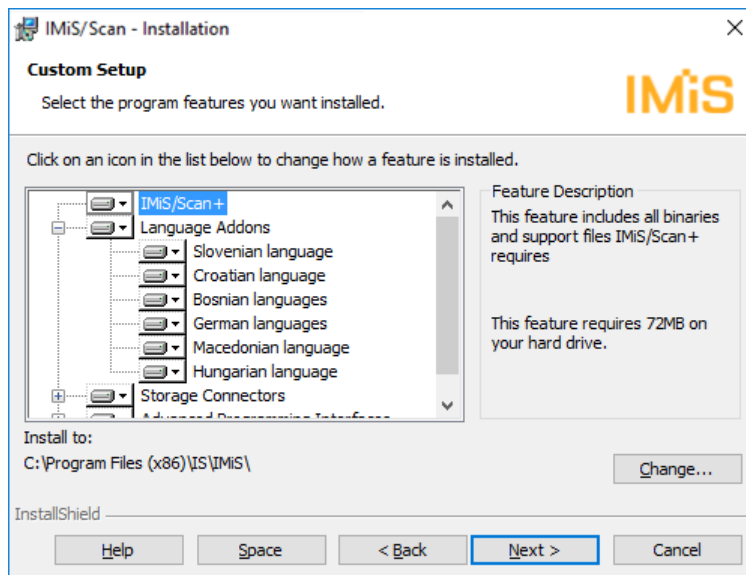 IMiS/Scan - Installation
Custom Setup
Select the program features you want installed.
IMiS
Click on an icon in the list below to change how a feature is installed.
IMiS/Scan+
Language Addons
Slovenian language
Croatian language
Bosnian languages
German languages
Macedonian language
Hungarian language
Storage Connectors
Advanced Programming Interfaces
Feature Description
This feature includes all binaries
and support files IMiS/Scan+
requires
This feature requires 72MB on
your hard drive.
Install to:
C:\Program Files (x86)\IS\IMiS\
Change...
InstallShield
Help
Space
< Back
Next >
Cancel